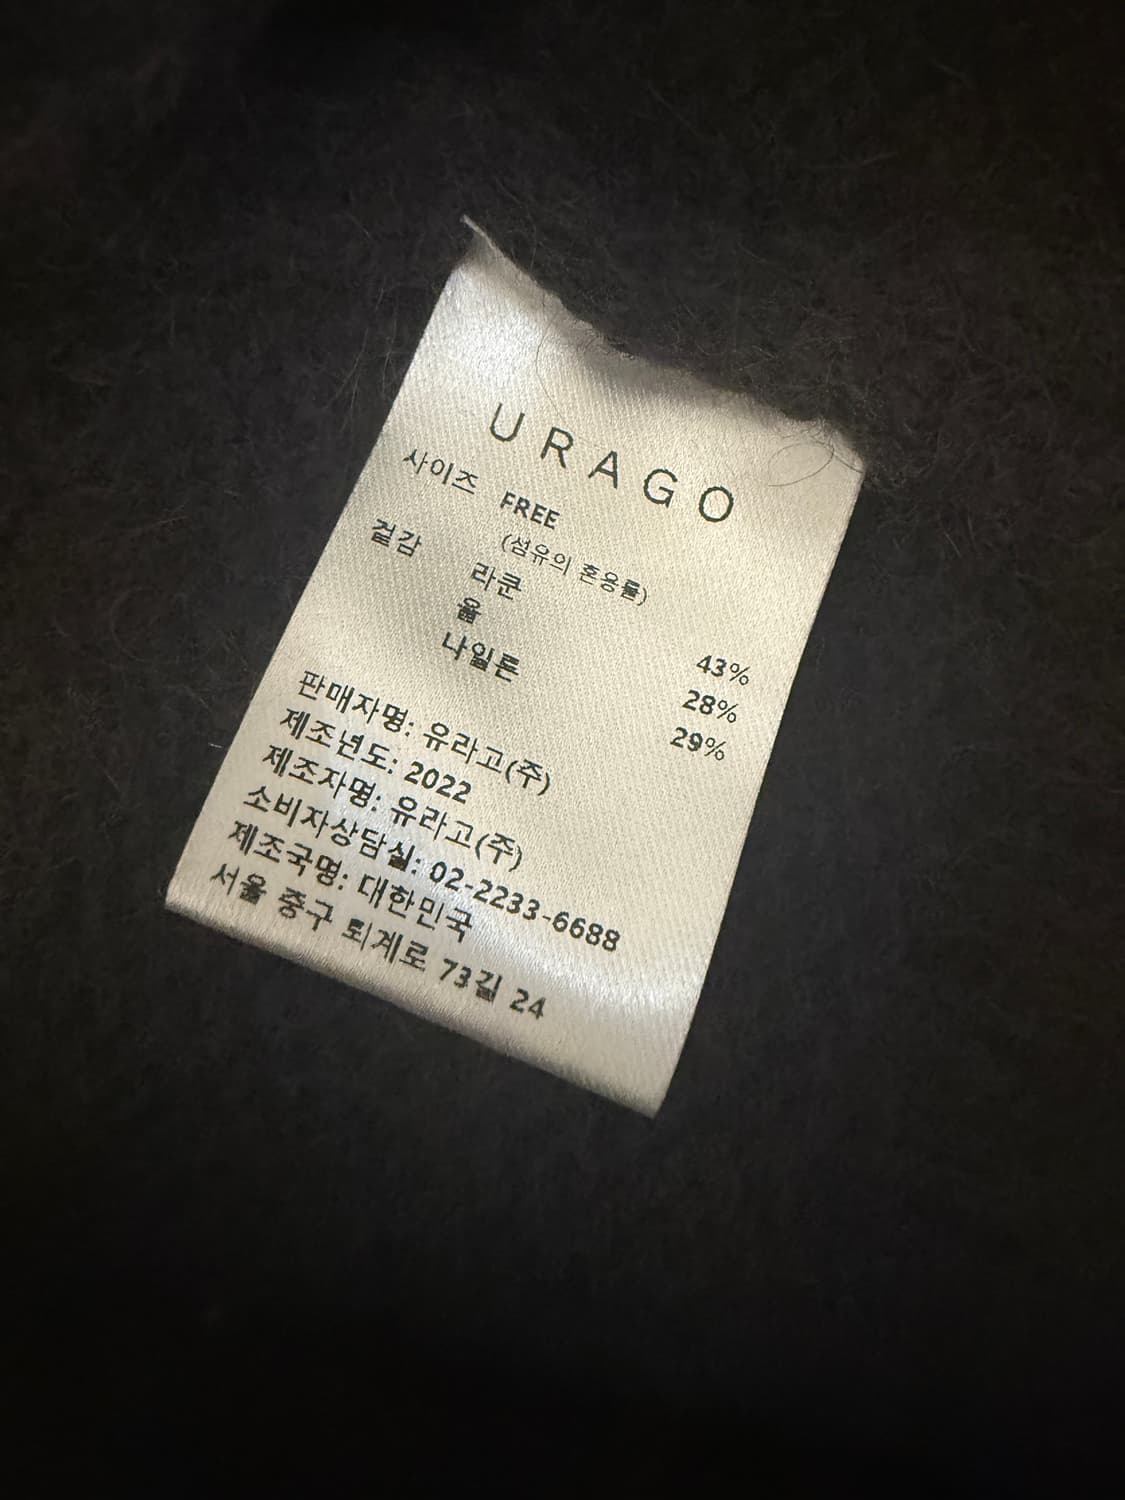 URAGO
사이즈 FREE
(섬유의 혼용률)
겉감
라쿤 43%
울 28%
나일론 29%
판매자명: 유라고(주)
제조년도: 2022
제조자명: 유라고(주)
소비자상담실: 02-2233-6688
제조국명: 대한민국
서울 중구 퇴계로 73길 24